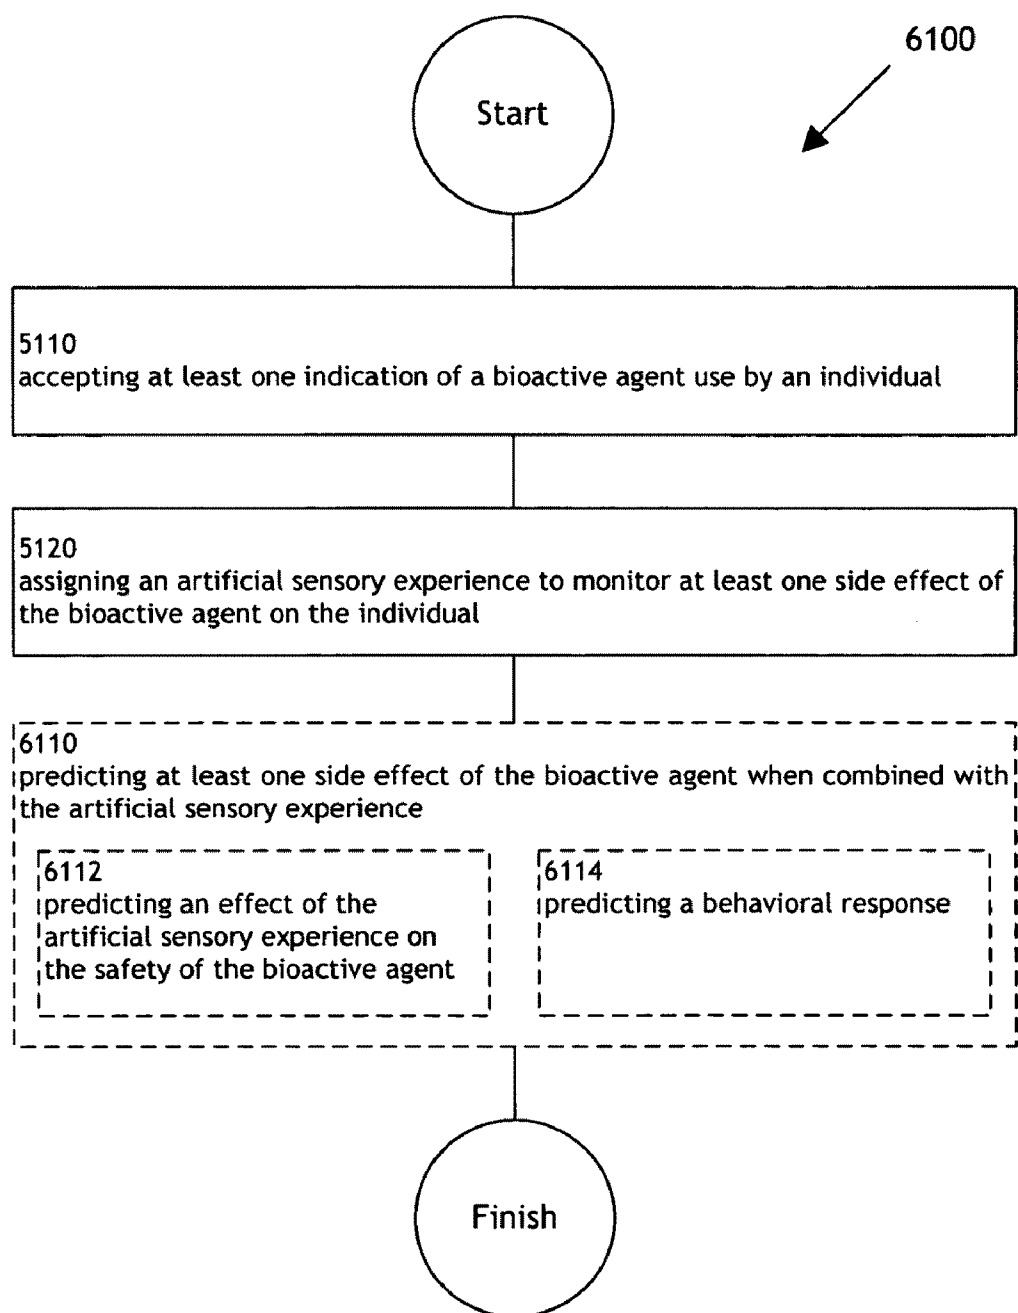 6100
Start
5110
accepting at least one indication of a bioactive agent use by an individual
5120
assigning an artificial sensory experience to monitor at least one side effect of
the bioactive agent on the individual
6110
predicting at least one side effect of the bioactive agent when combined with
the artificial sensory experience
6112
predicting an effect of the
artificial sensory experience on
the safety of the bioactive agent
6114
predicting a behavioral response
Finish